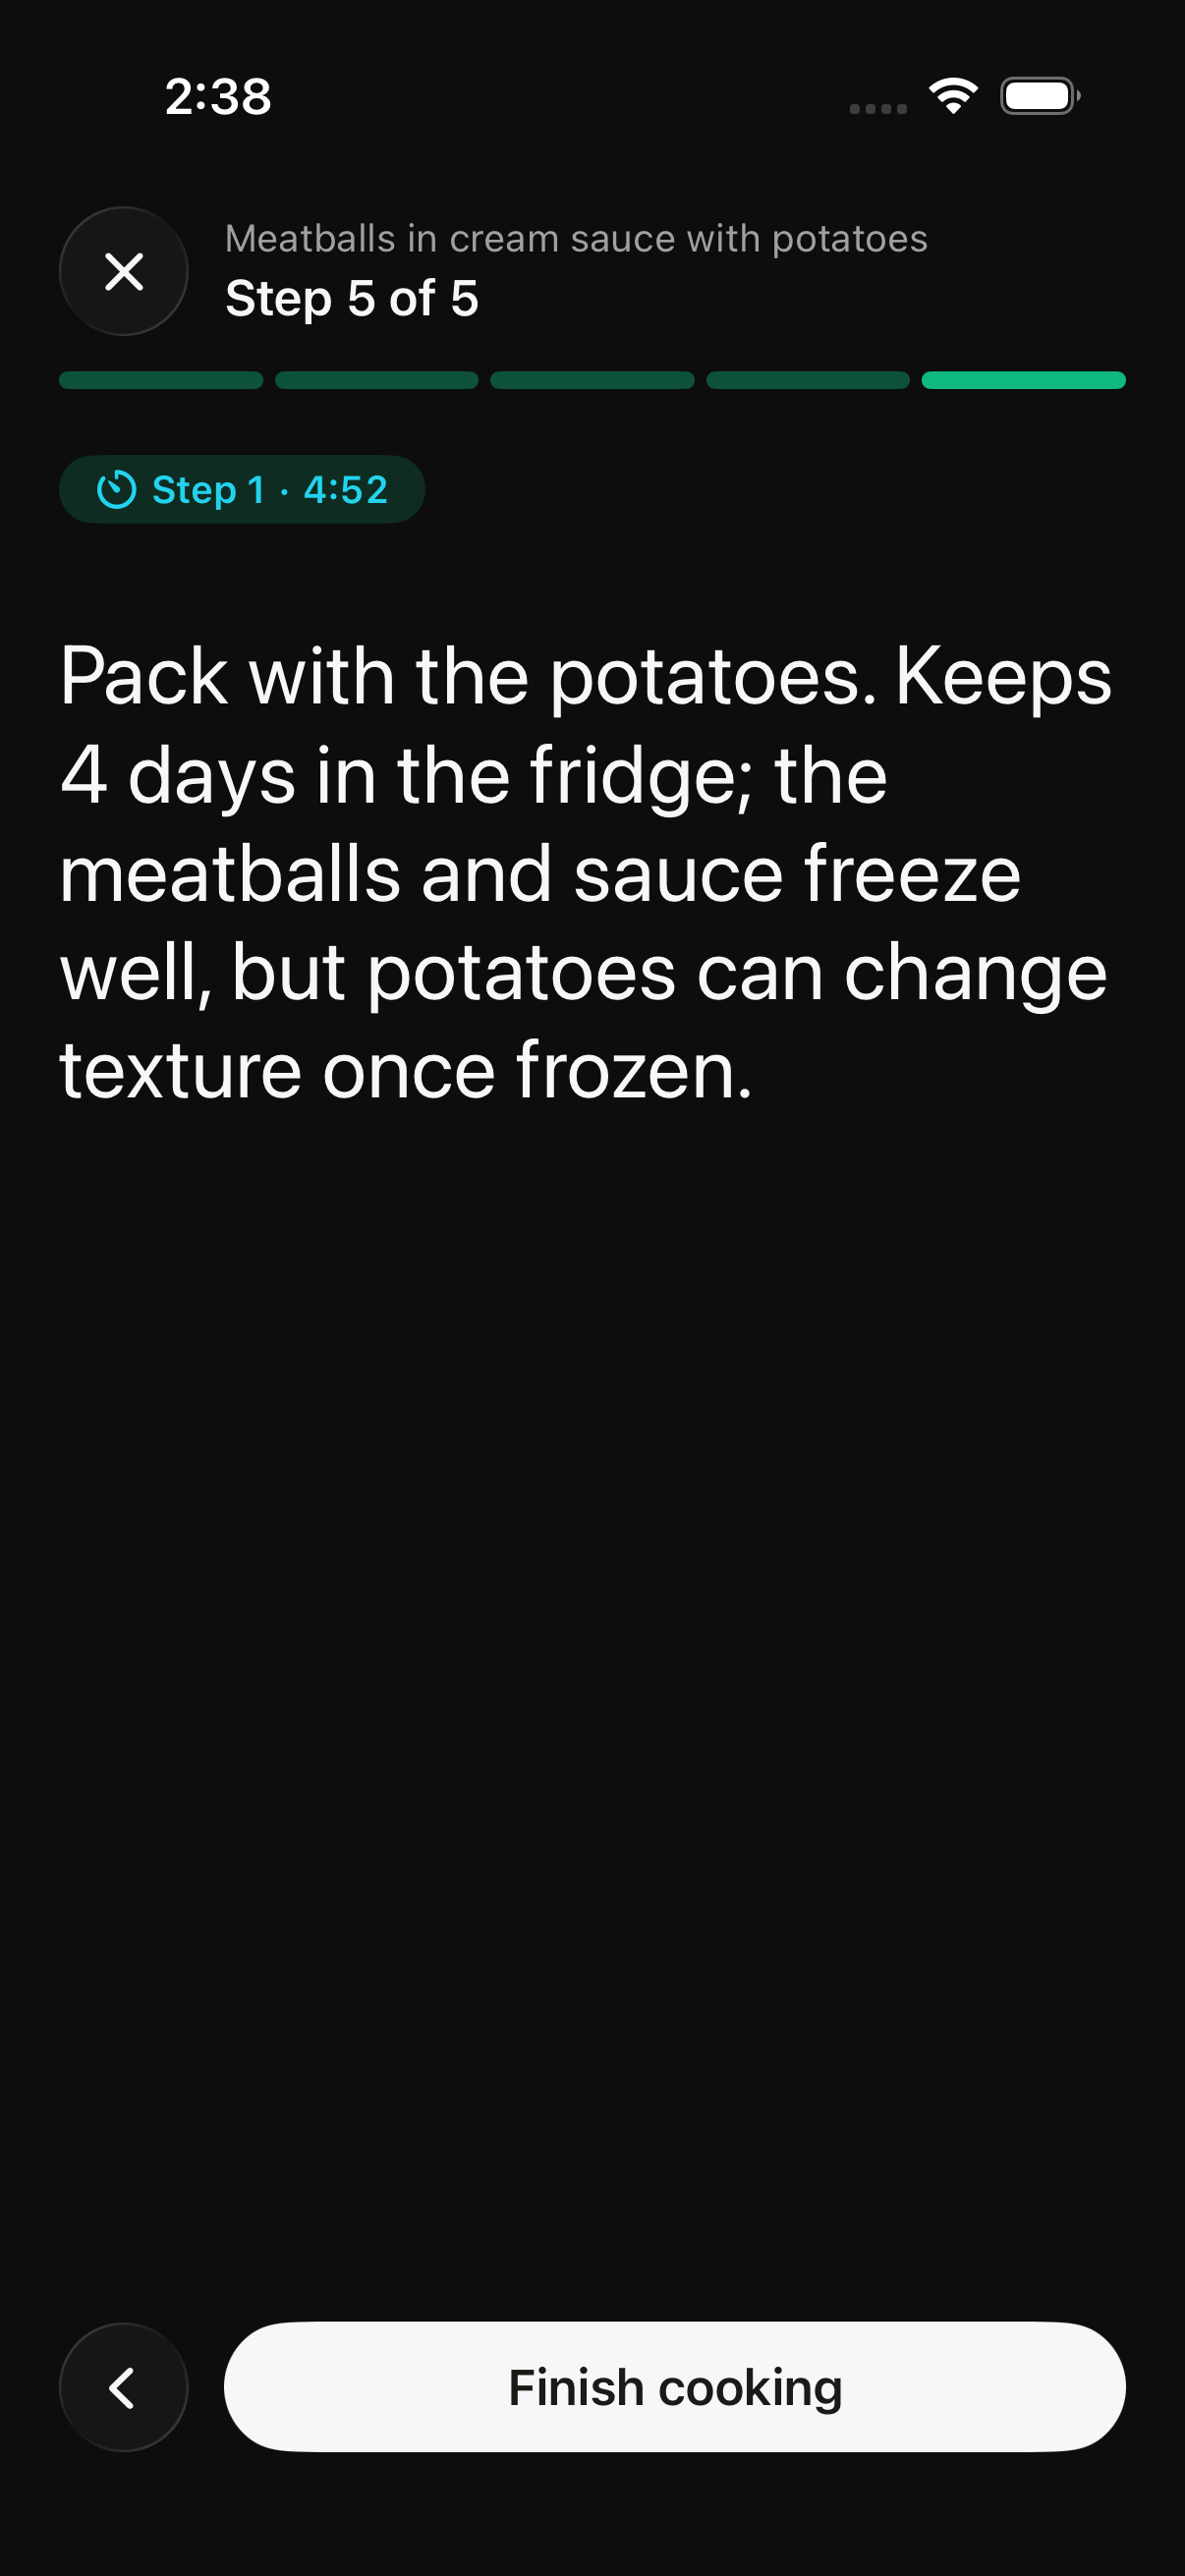 2:38
Meatballs in cream sauce with potatoes
Step 5 of 5
Step 1 · 4:52
Pack with the potatoes. Keeps
4 days in the fridge; the
meatballs and sauce freeze
well, but potatoes can change
texture once frozen.
Finish cooking